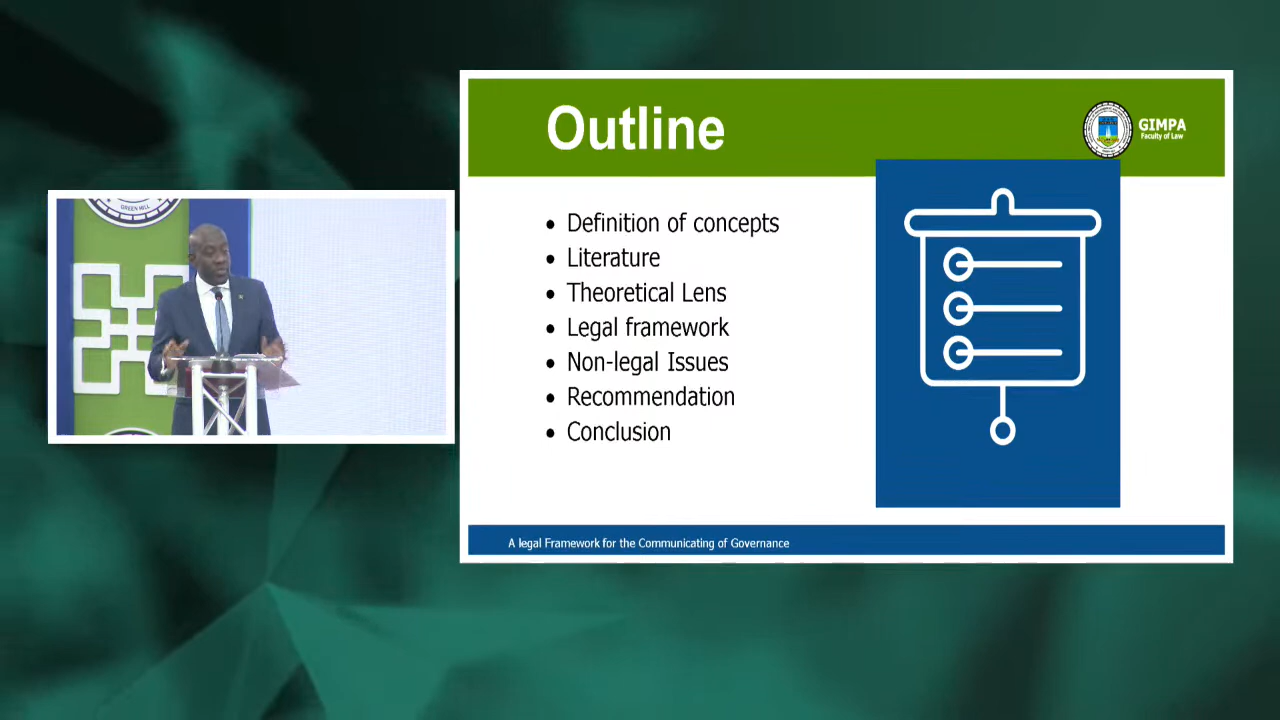 Outline
GIMPA
Faculty of Law
GREEN HILL
Definition of concepts
Literature
Theoretical Lens
Legal framework
Non-legal Issues
Recommendation
Conclusion
A legal Framework for the Communicating of Governance